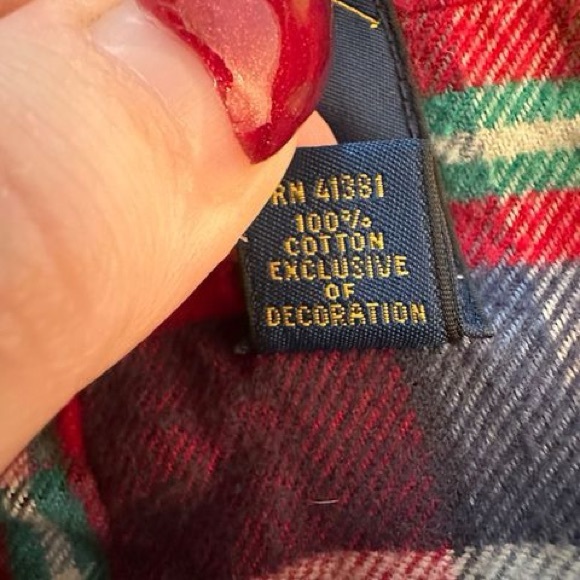 RN 41381
100%
COTTON
EXCLUSIVE
OF
DECORATION